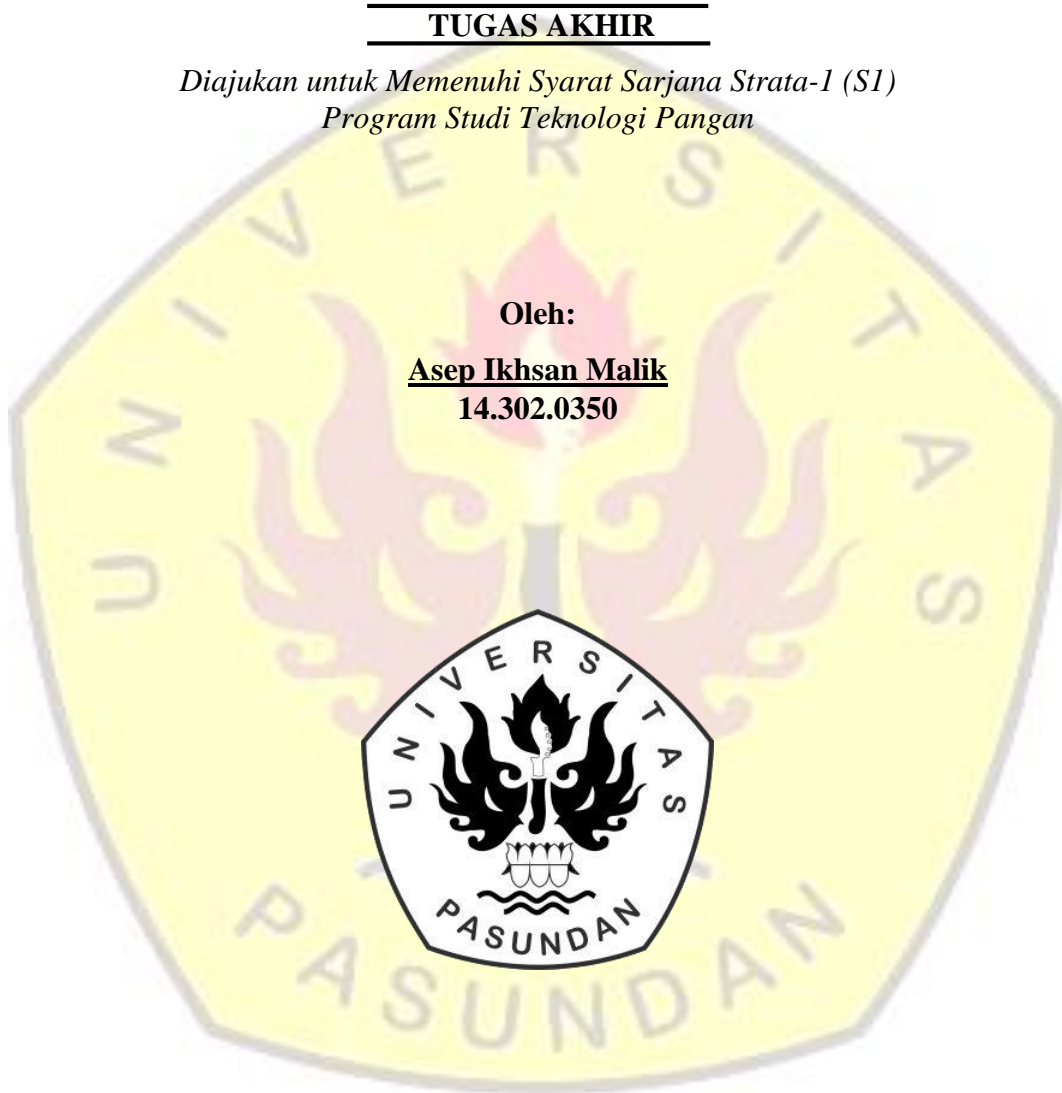 TUGAS AKHIR
Diajukan untuk Memenuhi Syarat Sarjana Strata-1 (S1)
Program Studi Teknologi Pangan
Oleh:
Asep Ikhsan Malik
14.302.0350
UNIVERSITAS
PASUNDAN
UNIVERSITAS
PASUNDAN